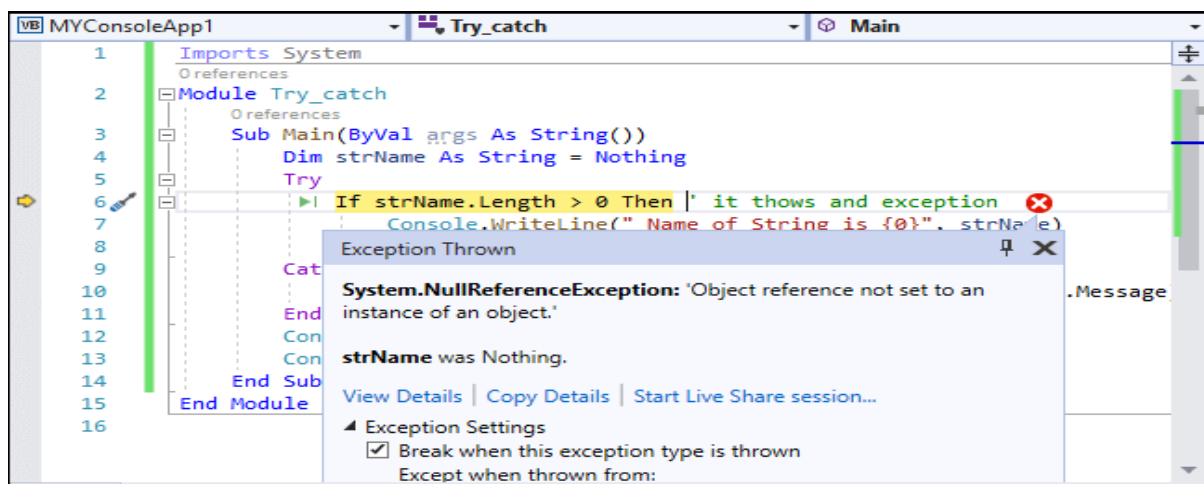 VB MYConsoleApp1 Try_catch Main
1 Imports System
0 references
2 Module Try_catch
0 references
3 Sub Main(ByVal args As String())
4 Dim strName As String = Nothing
5 Try
6 If strName.Length > 0 Then ' it thows and exception
7 Console.WriteLine(" Name of String is {0}", strName)
8 Exception Thrown
9 Cat
10 System.NullReferenceException: 'Object reference not set to an .Message
11 End instance of an object.'
12 Con
13 Con strName was Nothing.
14 End Sub
15 End Module View Details | Copy Details | Start Live Share session...
16 Exception Settings
Break when this exception type is thrown
Except when thrown from: